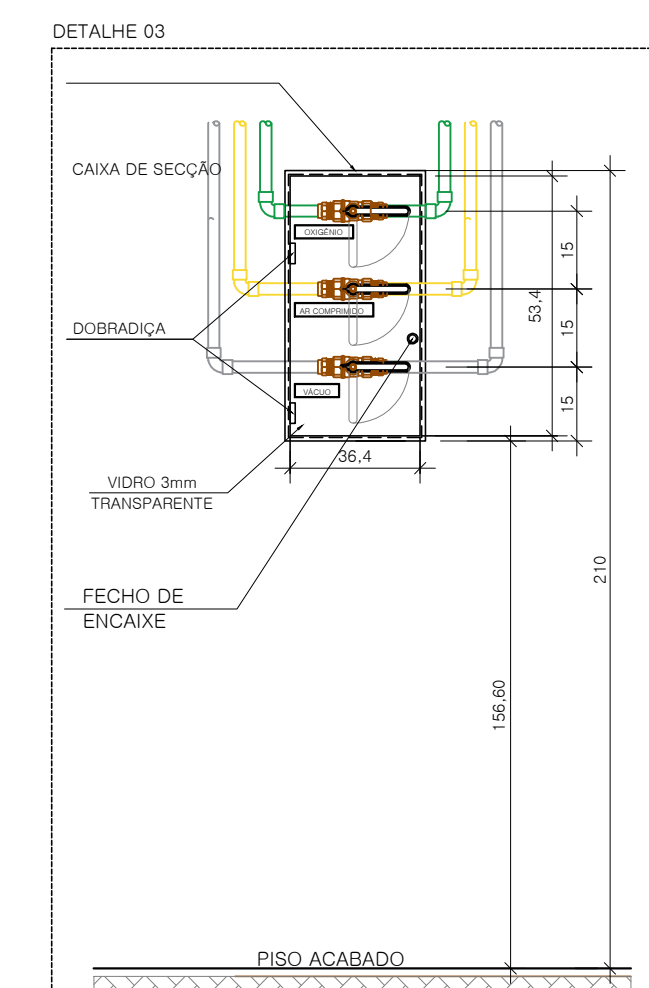 DETALHE 03
CAIXA DE SECÇÃO
OXIGÊNIO
15
AR COMPRIMIDO
53,4
DOBRADIÇA
15
VÁCUO
15
36,4
VIDRO 3mm
TRANSPARENTE
210
FECHO DE
ENCAIXE
156,60
PISO ACABADO